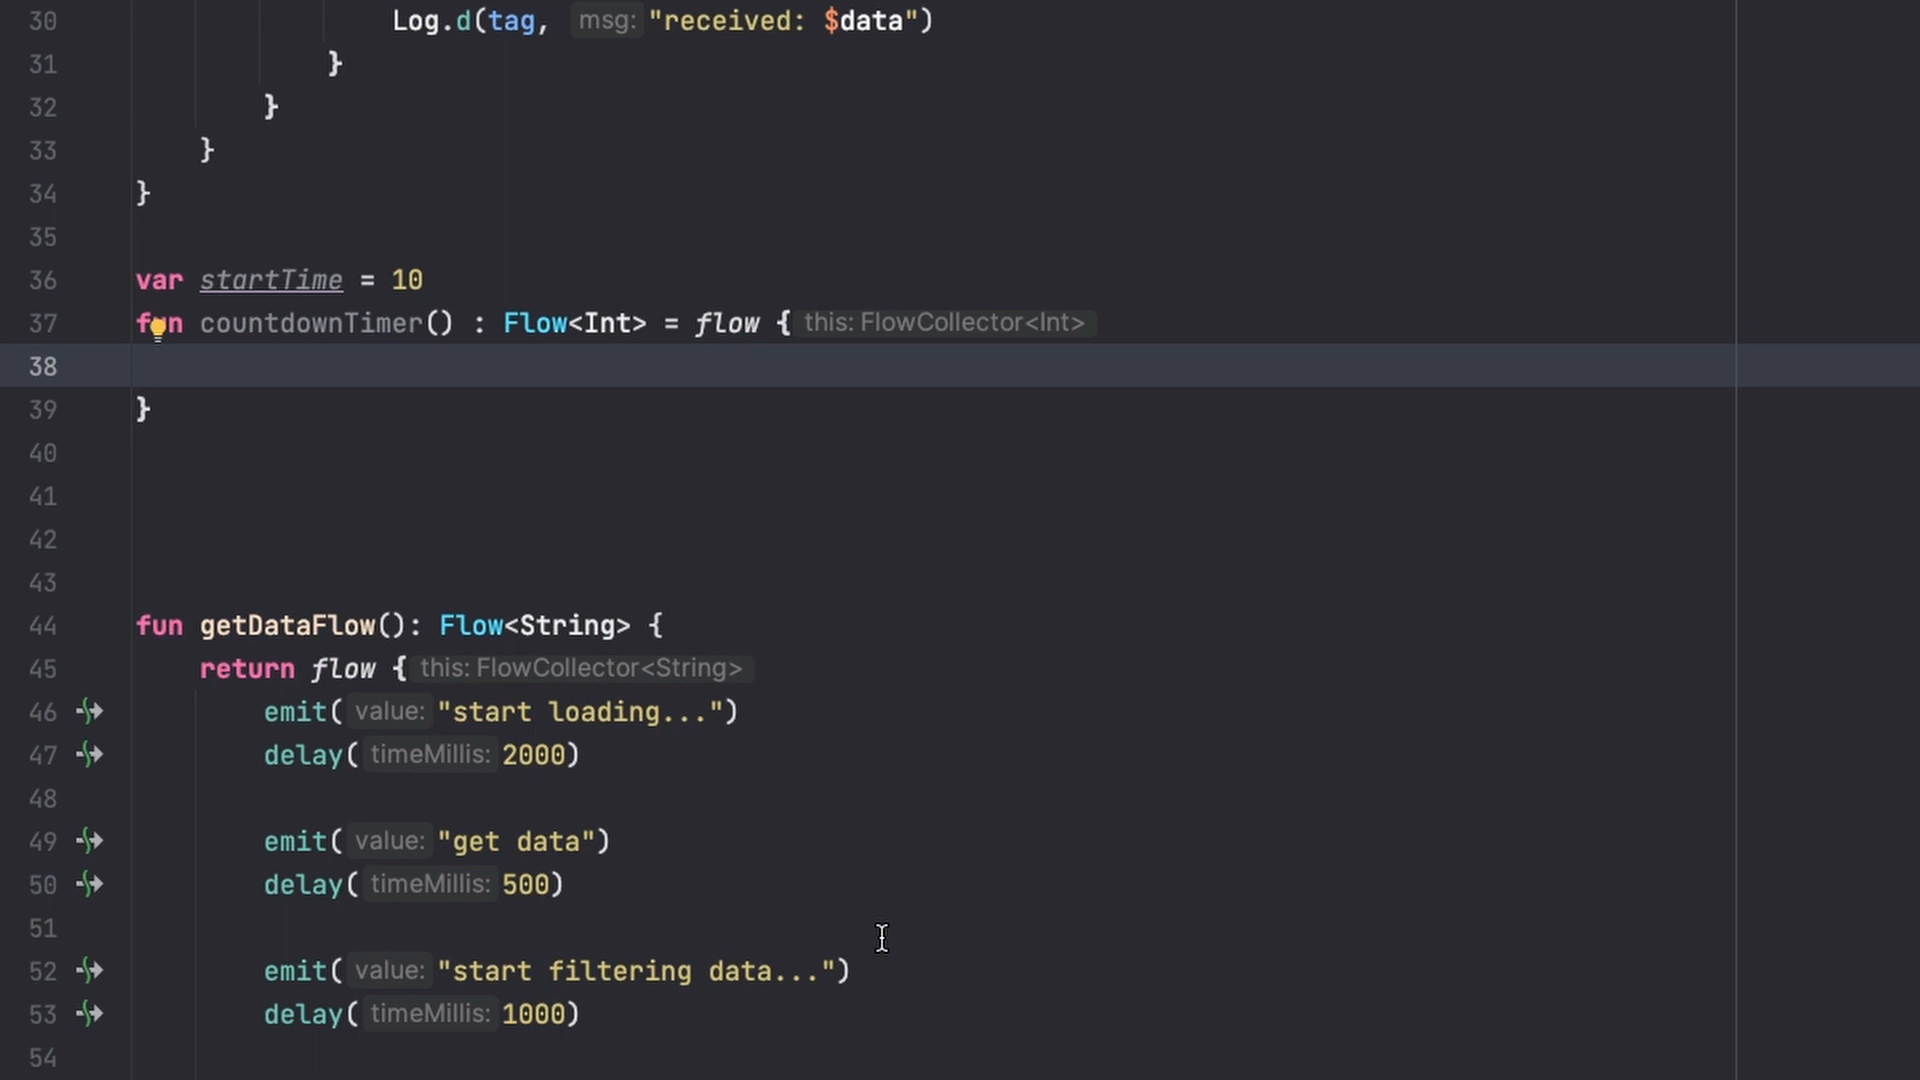 30 Log.d(tag, msg: "received: $data")
31 }
32 }
33 }
34 }
35
36 var startTime = 10
37 fun countdownTimer() : Flow<Int> = flow { this: FlowCollector<Int>
38
39 }
40
41
42
43
44 fun getDataFlow(): Flow<String> {
45 return flow { this: FlowCollector<String>
46 emit( value: "start loading...")
47 delay( timeMillis: 2000)
48
49 emit( value: "get data")
50 delay( timeMillis: 500)
51
52 emit( value: "start filtering data...")
53 delay( timeMillis: 1000)
54